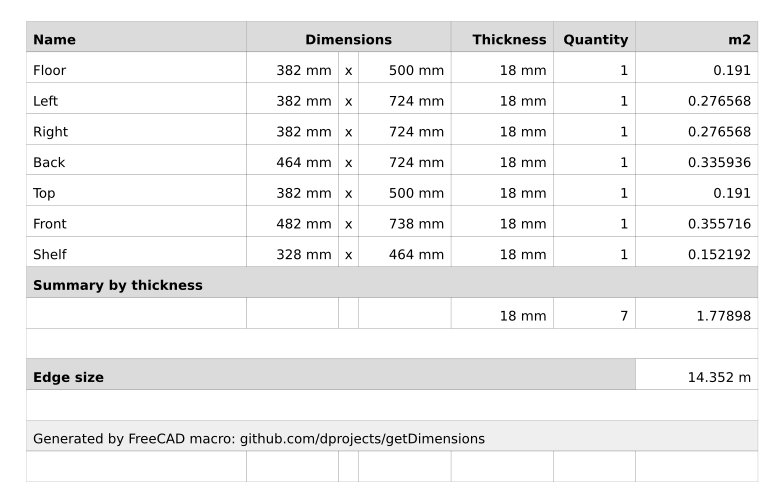 Name Dimensions Thickness Quantity m2
Floor 382 mm x 500 mm 18 mm 1 0.191
Left 382 mm x 724 mm 18 mm 1 0.276568
Right 382 mm x 724 mm 18 mm 1 0.276568
Back 464 mm x 724 mm 18 mm 1 0.335936
Top 382 mm x 500 mm 18 mm 1 0.191
Front 482 mm x 738 mm 18 mm 1 0.355716
Shelf 328 mm x 464 mm 18 mm 1 0.152192
Summary by thickness
18 mm 7 1.77898
Edge size 14.352 m
Generated by FreeCAD macro: github.com/dprojects/getDimensions